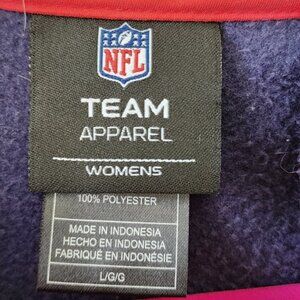 NFL
TEAM
APPAREL
WOMENS
100% POLYESTER
MADE IN INDONESIA
HECHO EN INDONESIA
FABRIQUÉ EN INDONÉSIE
L/G/G